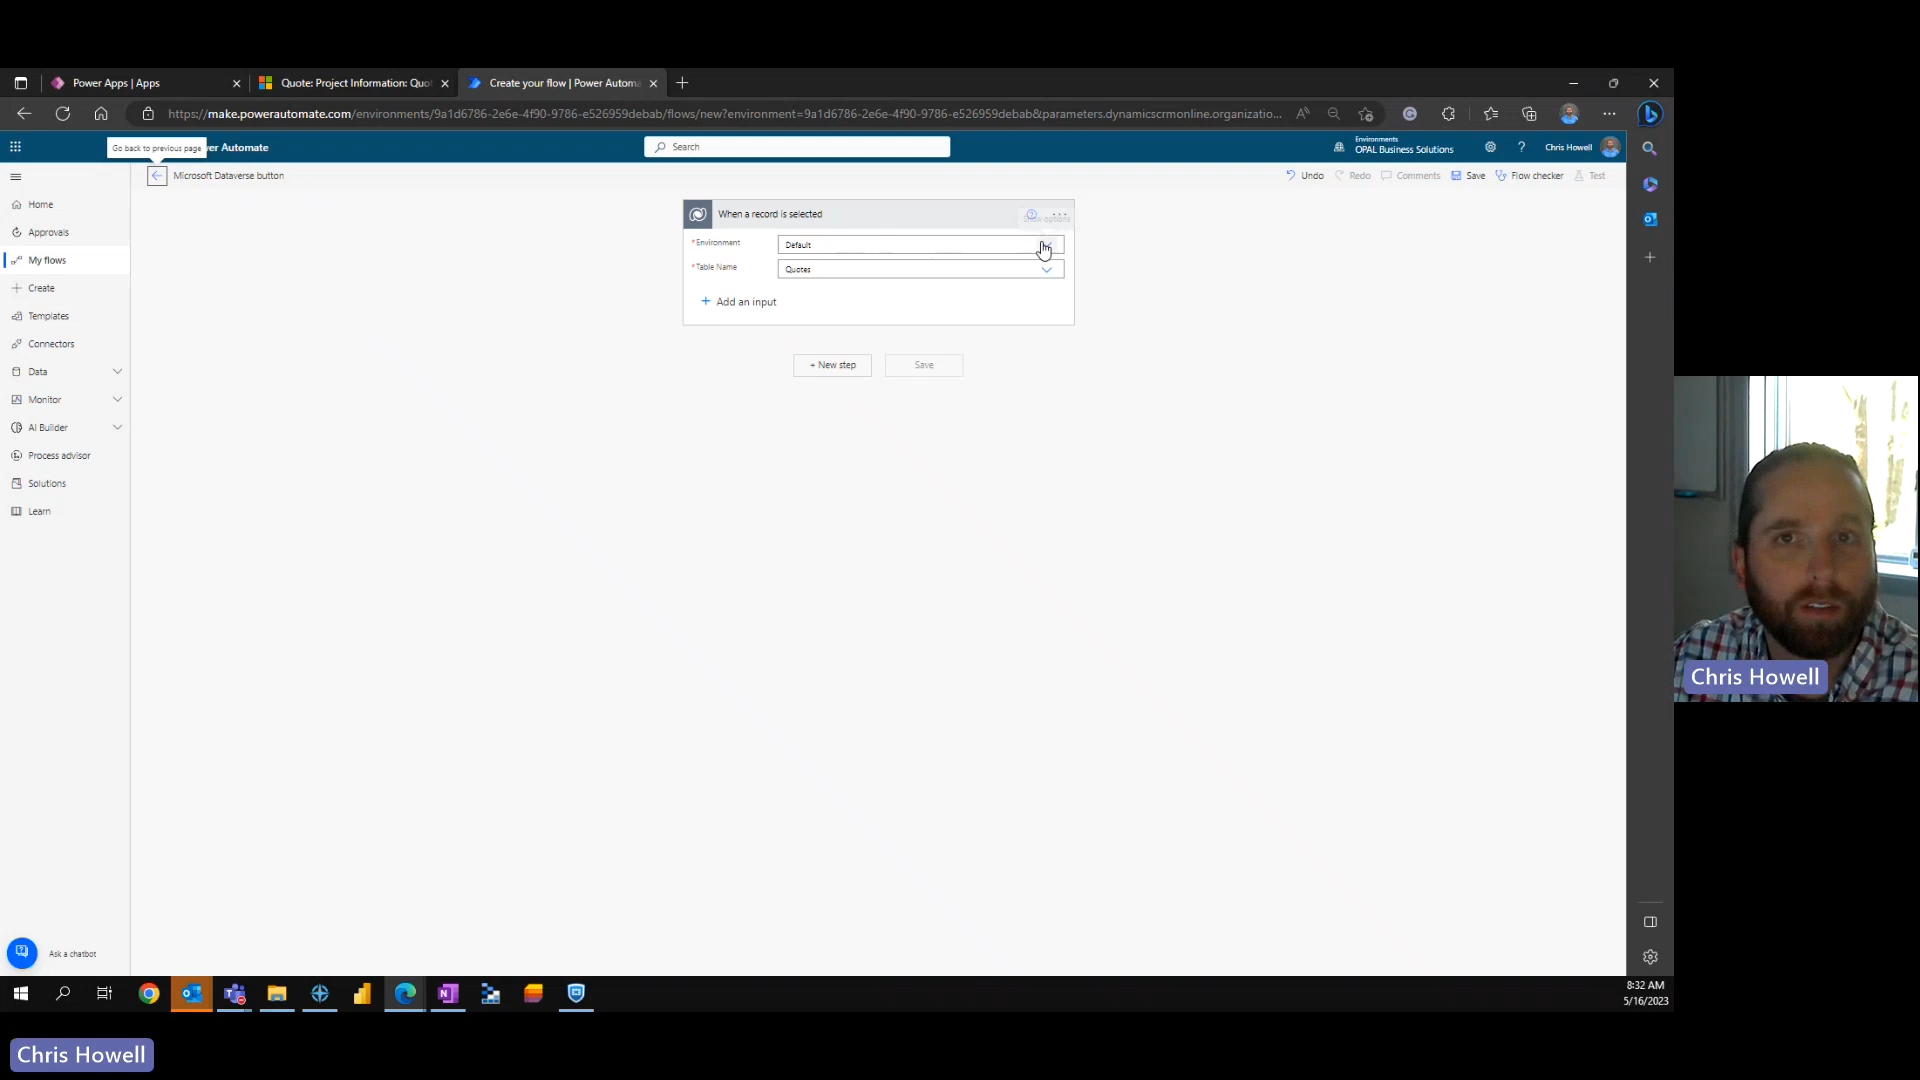 Power Apps | Apps
Quote: Project Information: Quo
Create your flow | Power Automa
https://make.powerautomate.com/environments/9a1d6786-2e6e-4f90-9786-e526959debab/flows/new?environment=9a1d6786-2e6e-4f90-9786-e526959debab&parameters.dynamicscrmonline.organizatio...
Go back to previous page
er Automate
Search
Environments
OPAL Business Solutions
?
Chris Howell
Microsoft Dataverse button
Undo
Redo
Comments
Save
Flow checker
Test
Home
Approvals
My flows
Create
Templates
Connectors
Data
Monitor
AI Builder
Process advisor
Solutions
Learn
When a record is selected
Show options
*Environment
Default
*Table Name
Quotes
+ Add an input
+ New step
Save
Ask a chatbot
8:32 AM
5/16/2023
Chris Howell
Chris Howell